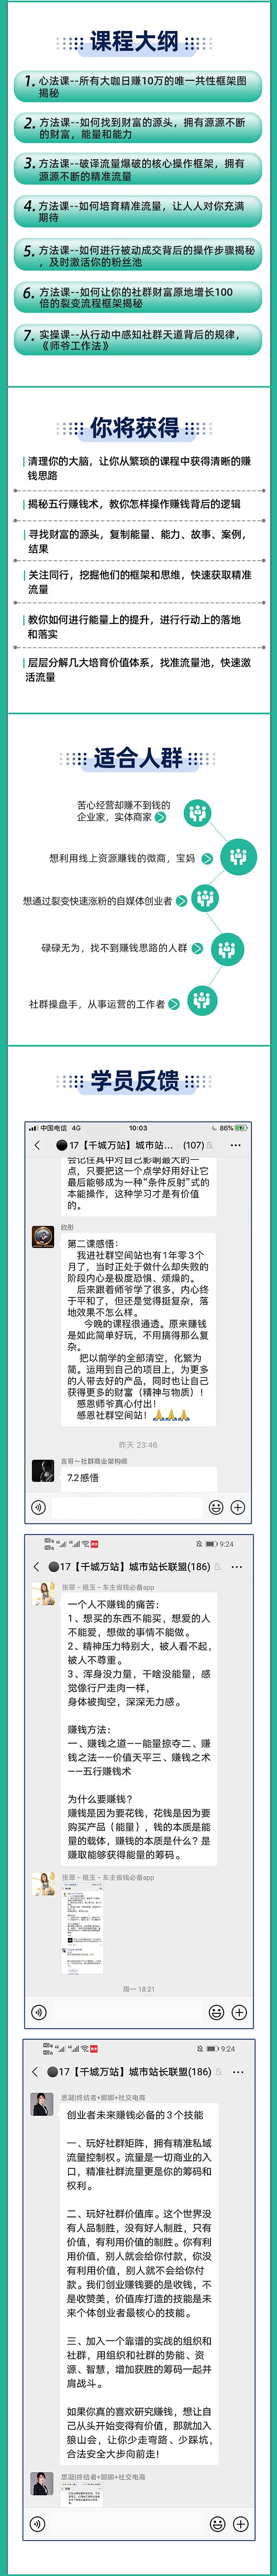 课程大纲
1. 心法课--所有大咖日赚10万的唯一共性框架图
揭秘
2. 方法课--如何找到财富的源头，拥有源源不断
的财富，能量和能力
3. 方法课--破译流量爆破的核心操作框架，拥有
源源不断的精准流量
4. 方法课--如何培育精准流量，让人人对你充满
期待
5. 方法课--如何进行被动成交背后的操作步骤揭秘
，及时激活你的粉丝池
6. 方法课--如何让你的社群财富原地增长100
倍的裂变流程框架揭秘
7. 实操课--从行动中感知社群天道背后的规律，
《师爷工作法》
你将获得
清理你的大脑，让你从繁琐的课程中获得清晰的赚
钱思路
揭秘五行赚钱术，教你怎样操作赚钱背后的逻辑
寻找财富的源头，复制能量、能力、故事、案例，
结果
关注同行，挖掘他们的框架和思维，快速获取精准
流量
教你如何进行能量上的提升，进行行动上的落地
和落实
层层分解几大培育价值体系，找准流量池，快速激
活流量
适合人群
苦心经营却赚不到钱的
企业家，实体商家
想利用线上资源赚钱的微商，宝妈
想通过裂变快速涨粉的自媒体创业者
碌碌无为，找不到赚钱思路的人群
社群操盘手，从事运营的工作者
学员反馈
中国电信 4G 10:03 86%
17【千城万站】城市站... (107)
会记住其中对自己影响最大的一
点，只要把这一个点学好用好让它
最后能够成为一种“条件反射”式的
本能操作，这种学习才是有价值
的。
欣彤
第二课感悟：
我进社群空间站也有1年零3个
月了，当时正处于做什么却失败的
阶段内心是极度恐惧、烦燥的。
后来跟着师爷学了很多，内心终
于平和了，但还是觉得挺复杂，落
地效果不怎么样。
今晚的课程很通透。原来赚钱
是如此简单好玩，不用搞得那么复
杂。
把以前学的全部清空，化繁为
简。运用到自己的项目上，为更多
的人带去好的产品，同时也让自己
获得更多的财富（精神与物质）！
感恩师爷真心付出！
感恩社群空间站！🙏🙏🙏
昨天 23:46
言哥～社群商业架构师
7.2感悟
9:24
17【千城万站】城市站长联盟(186)
张翠－祖玉－车主省钱必备app
一个人不赚钱的痛苦：
1、想买的东西不能买，想爱的人
不能爱，想做的事情不能做。
2、精神压力特别大，被人看不起，
被人不尊重。
3、浑身没力量，干啥没能量，感
觉像行尸走肉一样，
身体被掏空，深深无力感。
赚钱方法：
一、赚钱之道——能量掠夺二、赚
钱之法——价值天平三、赚钱之术
——五行赚钱术
为什么要赚钱?
赚钱是因为要花钱，花钱是因为要
购买产品（能量），钱的本质是能
量的载体，赚钱的本质是什么? 是
赚取能够获得能量的筹码。
张翠－祖玉－车主省钱必备app
周一 18:21
9:24
17【千城万站】城市站长联盟(186)
思凝|终结者+娜娜+社交电商
创业者未来赚钱必备的３个技能
一、玩好社群矩阵，拥有精准私域
流量控制权。流量是一切商业的入
口，精准社群流量更是你的筹码和
权利。
二、玩好社群价值库。这个世界没
有人品制胜，没有好人制胜，只有
价值，有利用价值的制胜。你有利
用价值，别人就会给你付款，你没
有利用价值，别人就不会给你付
款。我们创业赚钱要的是收钱，不
是收赞美，价值库打造的技能是未
来个体创业者最核心的技能。
三、加入一个靠谱的实战的组织和
社群，用组织和社群的势能、资
源、智慧，增加获胜的筹码一起并
肩战斗。
如果你真的喜欢研究赚钱，想让自
己从头开始变得有价值，那就加入
狼山会，让你少走弯路、少踩坑，
合法安全大步向前走！
思凝|终结者+娜娜+社交电商